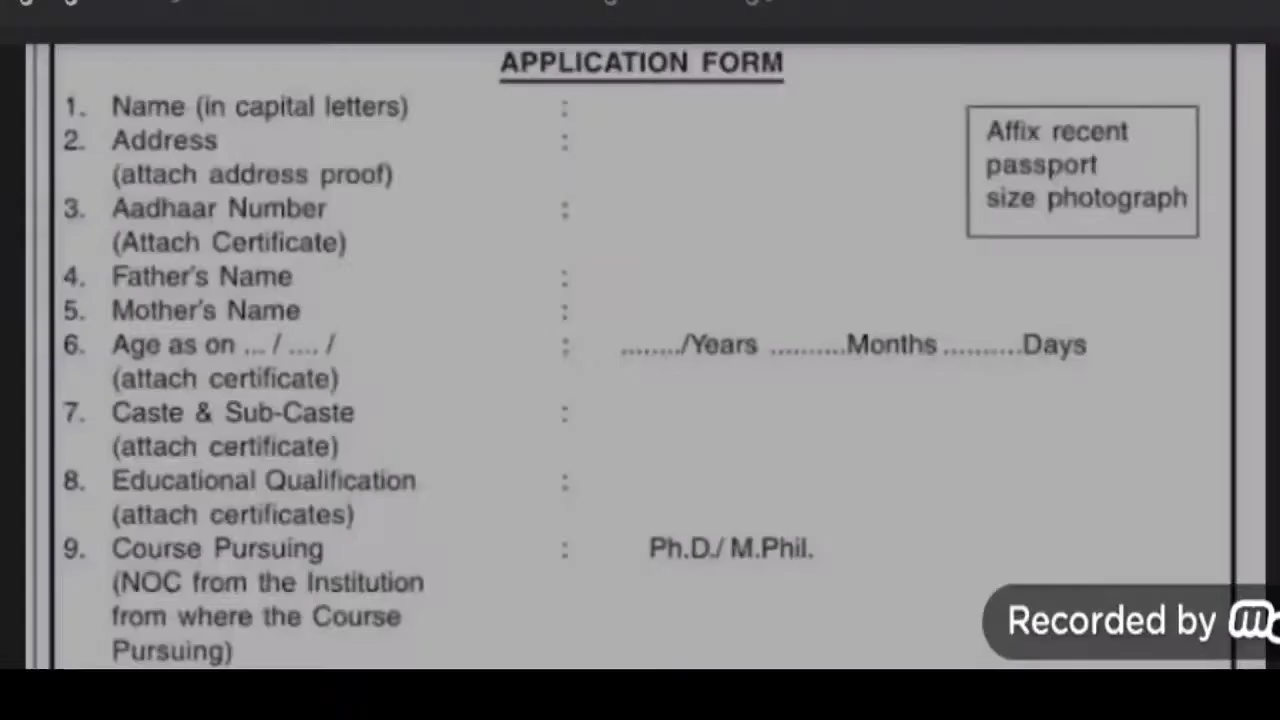 APPLICATION FORM
1. Name (in capital letters) :
2. Address :
(attach address proof)
3. Aadhaar Number :
(Attach Certificate)
4. Father's Name :
5. Mother's Name :
6. Age as on ... / .... / : ......../Years ..........Months ..........Days
(attach certificate)
7. Caste & Sub-Caste :
(attach certificate)
8. Educational Qualification :
(attach certificates)
9. Course Pursuing : Ph.D./ M.Phil.
(NOC from the Institution
from where the Course
Pursuing)
Affix recent
passport
size photograph
Recorded by